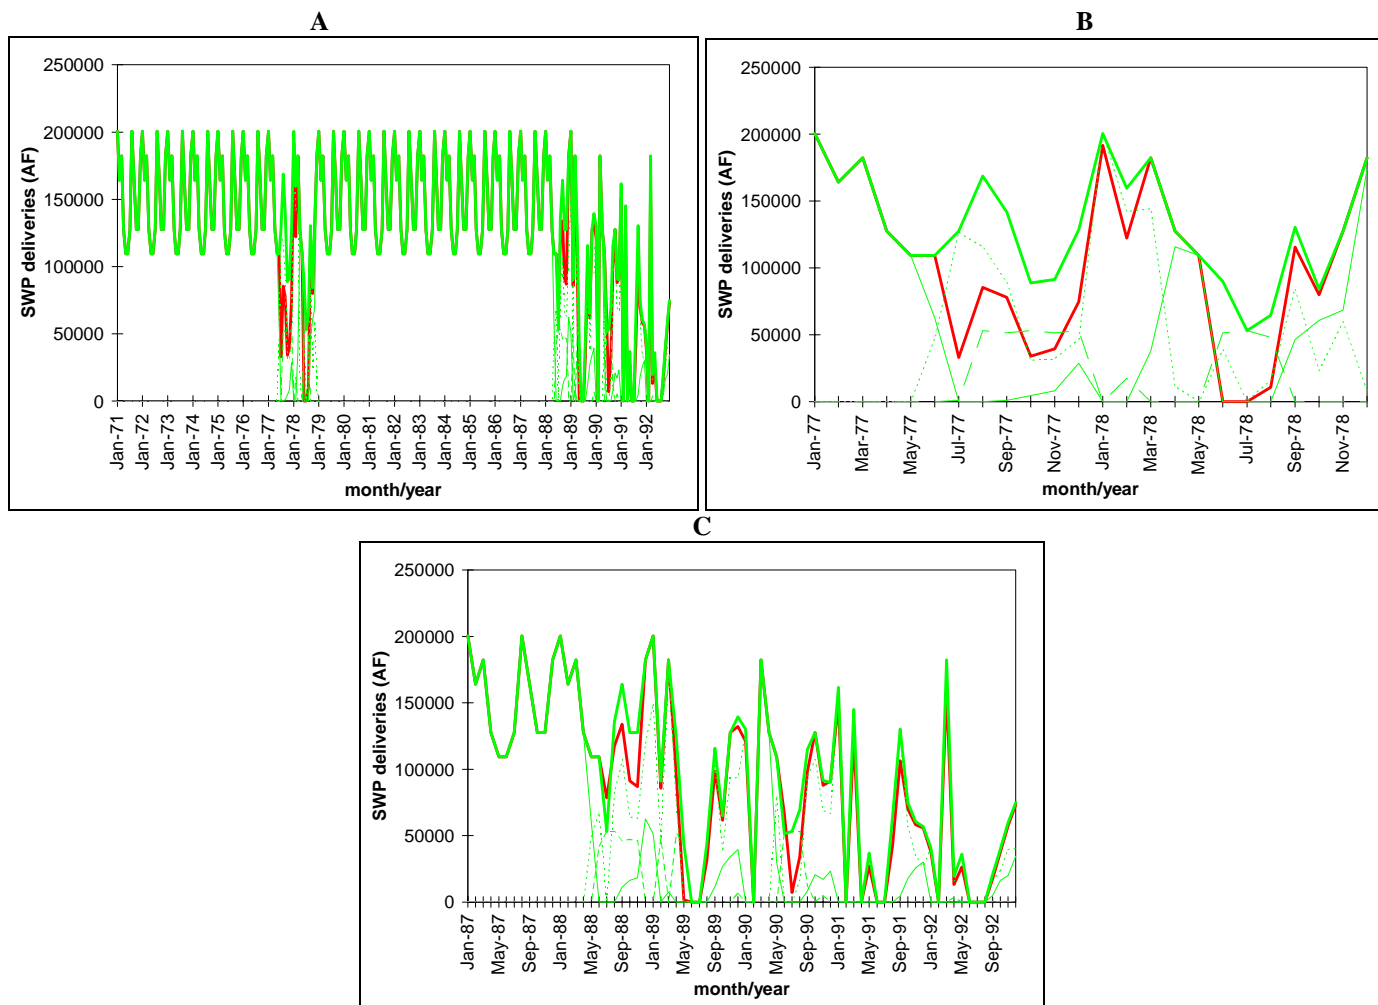 A
SWP deliveries (AF)
250000
200000
150000
100000
50000
0
Jan-71
Jan-72
Jan-73
Jan-74
Jan-75
Jan-76
Jan-77
Jan-78
Jan-79
Jan-80
Jan-81
Jan-82
Jan-83
Jan-84
Jan-85
Jan-86
Jan-87
Jan-88
Jan-89
Jan-90
Jan-91
Jan-92
month/year
B
SWP deliveries (AF)
250000
200000
150000
100000
50000
0
Jan-77
Mar-77
May-77
Jul-77
Sep-77
Nov-77
Jan-78
Mar-78
May-78
Jul-78
Sep-78
Nov-78
month/year
C
SWP deliveries (AF)
250000
200000
150000
100000
50000
0
Jan-87
May-87
Sep-87
Jan-88
May-88
Sep-88
Jan-89
May-89
Sep-89
Jan-90
May-90
Sep-90
Jan-91
May-91
Sep-91
Jan-92
May-92
Sep-92
month/year